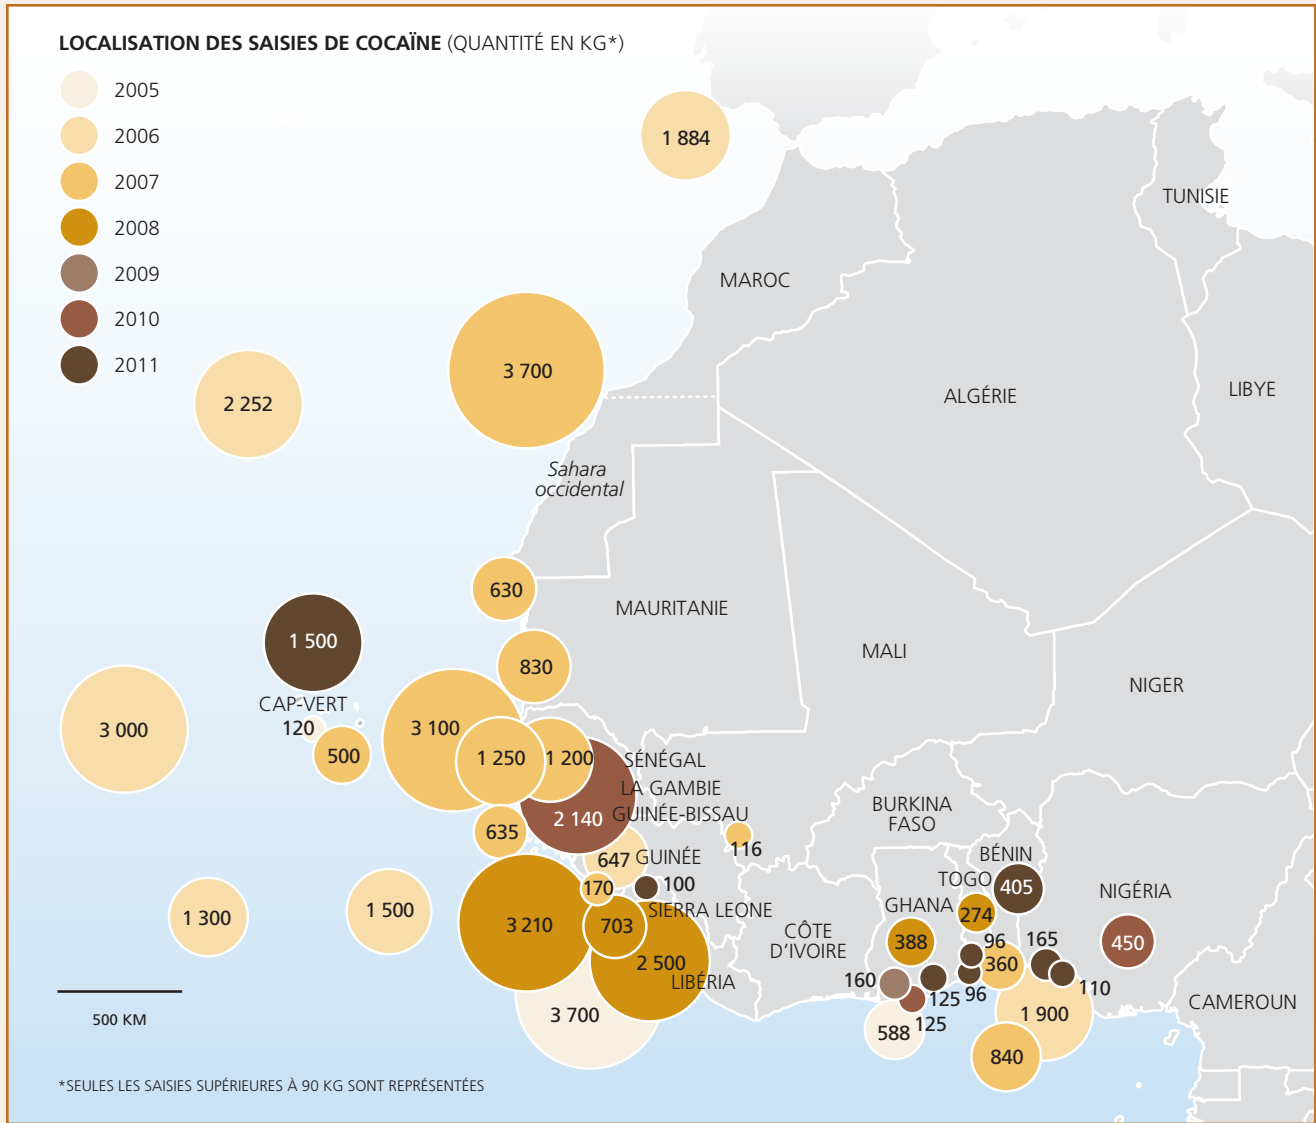 LOCALISATION DES SAISIES DE COCAÏNE (QUANTITÉ EN KG*)
2005
2006
2007
2008
2009
2010
2011
1 884
TUNISIE
MAROC
3 700
2 252
ALGÉRIE
LIBYE
Sahara
occidental
630
MAURITANIE
1 500
MALI
830
NIGER
CAP-VERT
120
500
3 000
3 100
1 250
1 200
SÉNÉGAL
LA GAMBIE
GUINÉE-BISSAU
2 140
635
BURKINA
FASO
116
647
GUINÉE
170
100
SIERRA LEONE
BÉNIN
405
TOGO
274
NIGÉRIA
GHANA
388
450
1 300
1 500
3 210
703
2 500
LIBÉRIA
CÔTE
D'IVOIRE
96
360
165
160
125
96
110
125
588
1 900
840
3 700
CAMEROUN
500 KM
*SEULES LES SAISIES SUPÉRIEURES À 90 KG SONT REPRÉSENTÉES